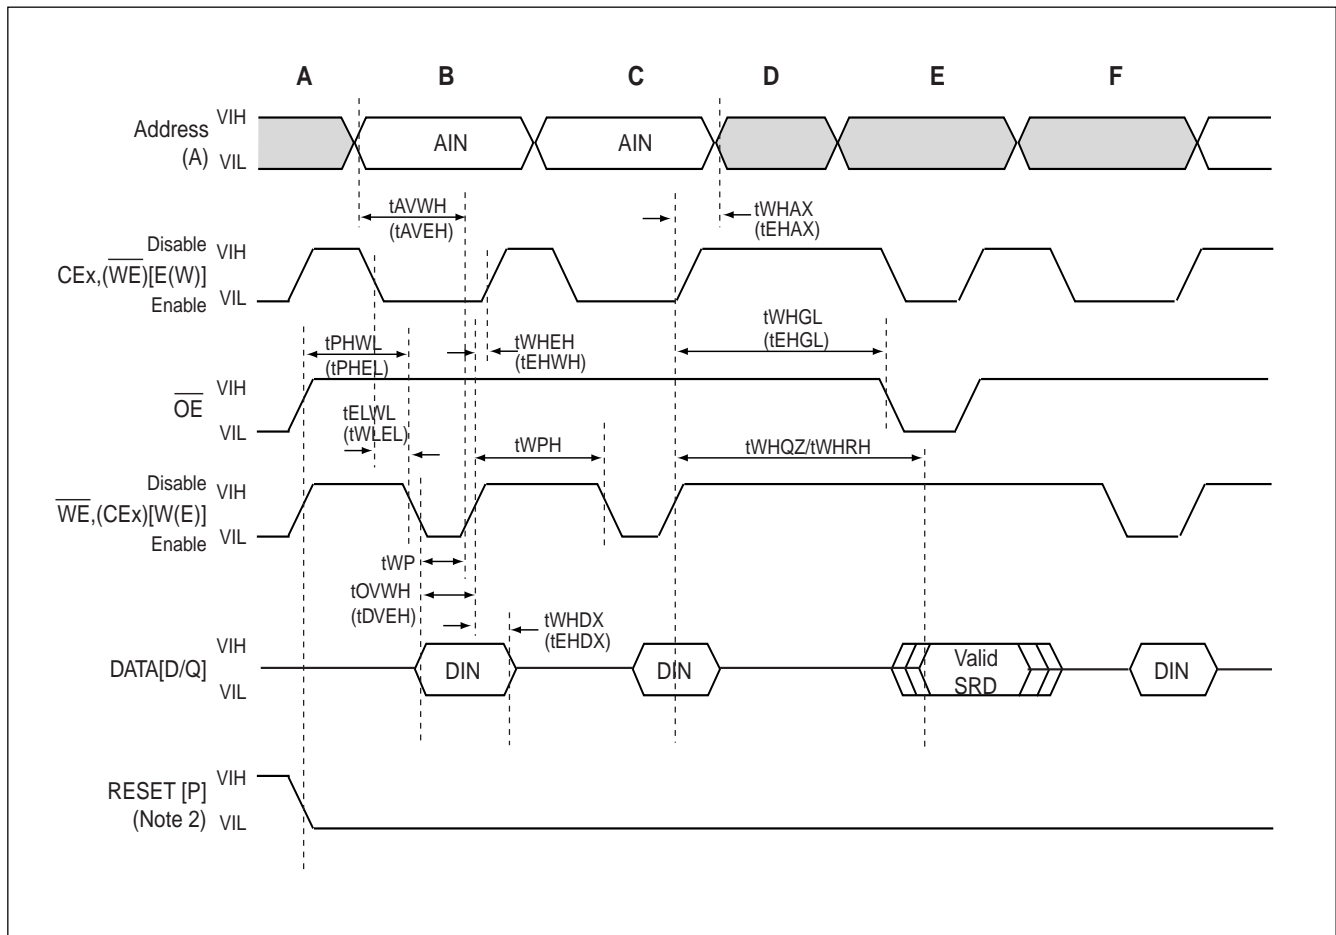 A B C D E F
Address
(A)
VIH
VIL
AIN
AIN
tAVWH
(tAVEH)
tWHAX
(tEHAX)
Disable
CEx,(WE)[E(W)]
Enable
VIH
VIL
tPHWL
(tPHEL)
tWHEH
(tEHWH)
tWHGL
(tEHGL)
OE
VIH
VIL
tELWL
(tWLEL)
tWPH
tWHQZ/tWHRH
Disable
WE,(CEx)[W(E)]
Enable
VIH
VIL
tWP
tOVWH
(tDVEH)
tWHDX
(tEHDX)
DATA[D/Q]
VIH
VIL
DIN
DIN
Valid
SRD
DIN
RESET [P]
(Note 2)
VIH
VIL